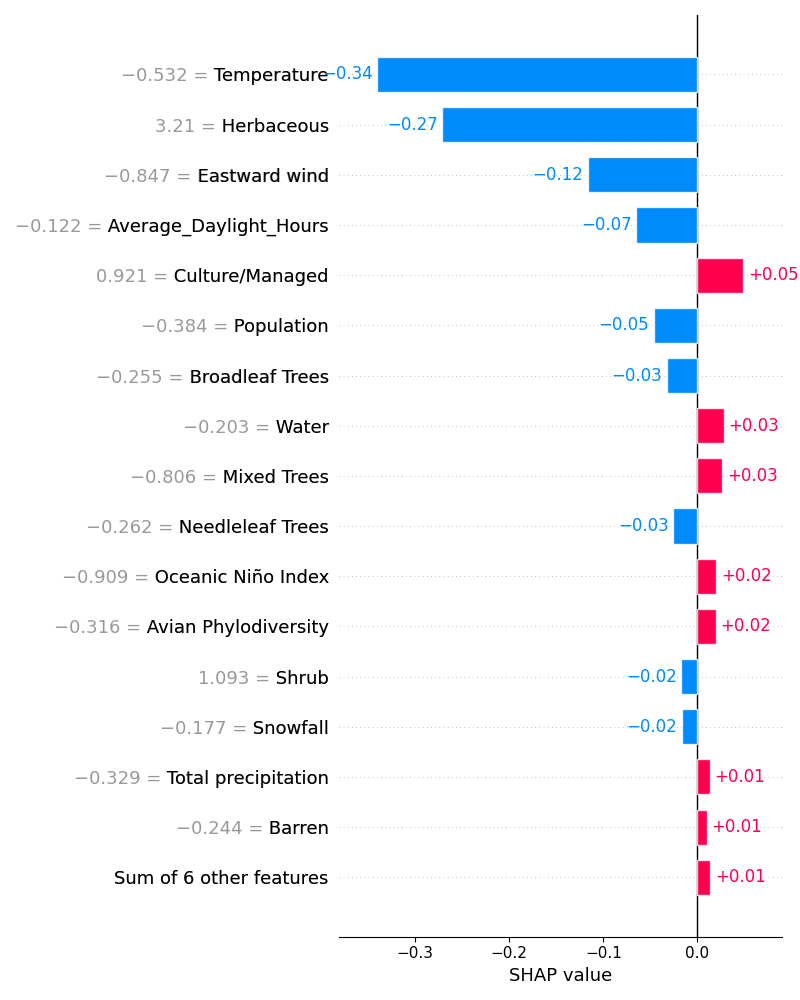 −0.532 = Temperature −0.34
3.21 = Herbaceous −0.27
−0.847 = Eastward wind −0.12
−0.122 = Average_Daylight_Hours −0.07
0.921 = Culture/Managed +0.05
−0.384 = Population −0.05
−0.255 = Broadleaf Trees −0.03
−0.203 = Water +0.03
−0.806 = Mixed Trees +0.03
−0.262 = Needleleaf Trees −0.03
−0.909 = Oceanic Niño Index +0.02
−0.316 = Avian Phylodiversity +0.02
1.093 = Shrub −0.02
−0.177 = Snowfall −0.02
−0.329 = Total precipitation +0.01
−0.244 = Barren +0.01
Sum of 6 other features +0.01
−0.3 −0.2 −0.1 0.0
SHAP value